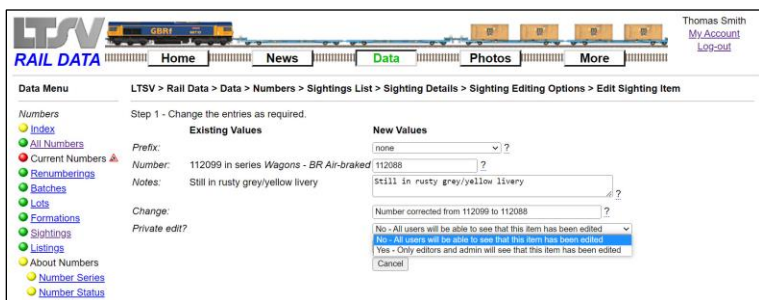 LTSV
RAIL DATA
GBRf
Home
News
Data
Photos
More
Thomas Smith
My Account
Log-out
Data Menu
LTSV > Rail Data > Data > Numbers > Sightings List > Sighting Details > Sighting Editing Options > Edit Sighting Item
Numbers
Index
All Numbers
Current Numbers
Renumberings
Batches
Lots
Formations
Sightings
Listings
About Numbers
Number Series
Number Status
Step 1 - Change the entries as required.
Existing Values New Values
Prefix: none ?
Number: 112099 in series Wagons - BR Air-braked 112088 ?
Notes: Still in rusty grey/yellow livery Still in rusty grey/yellow livery ?
Change: Number corrected from 112099 to 112088 ?
Private edit? No - All users will be able to see that this item has been edited
No - All users will be able to see that this item has been edited
Yes - Only editors and admin will see that this item has been edited
Cancel